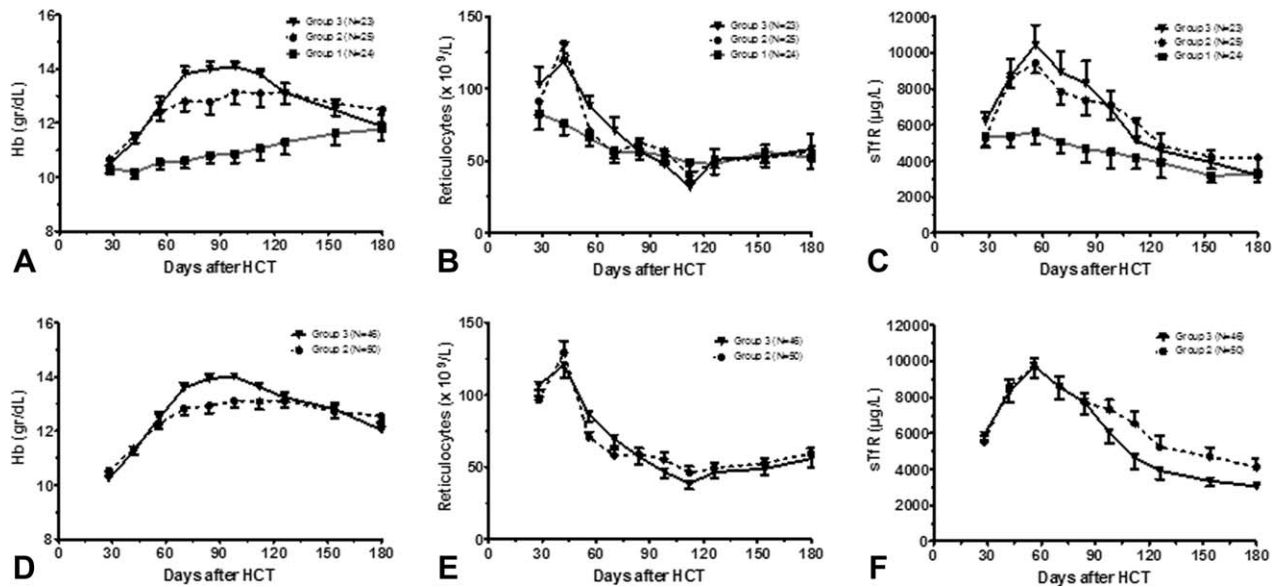 Group 3 (N=23)
Group 2 (N=25)
Group 1 (N=24)
Hb (gr/dL)
16
14
12
10
8
0 30 60 90 120 150 180
Days after HCT
A
Group 3 (N=23)
Group 2 (N=25)
Group 1 (N=24)
Reticulocytes (x 10⁹/L)
150
100
50
0
0 30 60 90 120 150 180
Days after HCT
B
Group 3 (N=23)
Group 2 (N=25)
Group 1 (N=24)
sTfR (µg/L)
12000
10000
8000
6000
4000
2000
0
0 30 60 90 120 150 180
Days after HCT
C
Group 3 (N=46)
Group 2 (N=50)
Hb (gr/dL)
16
14
12
10
8
0 30 60 90 120 150 180
Days after HCT
D
Group 3 (N=46)
Group 2 (N=50)
Reticulocytes (x 10⁹/L)
150
100
50
0
0 30 60 90 120 150 180
Days after HCT
E
Group 3 (N=46)
Group 2 (N=50)
sTfR (µg/L)
12000
10000
8000
6000
4000
2000
0
0 30 60 90 120 150 180
Days after HCT
F